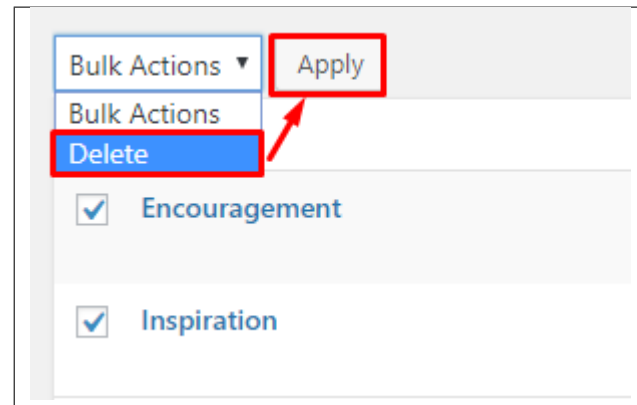 Bulk Actions Apply
Bulk Actions
Delete
Encouragement
Inspiration